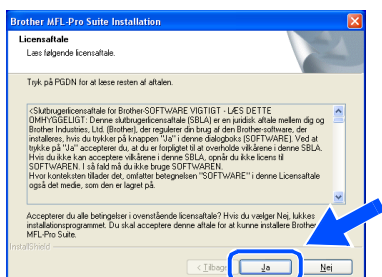 Brother MFL-Pro Suite Installation
Licensaftale
Læs følgende licensaftale.
Tryk på PGDN for at læse resten af aftalen.
<Slutbrugerlicensaftale for Brother-SOFTWARE VIGTIGT - LÆS DETTE
OMHYGGELIGT: Denne slutbrugerlicensaftale (SBLA) er en juridisk aftale mellem dig og
Brother Industries, Ltd. (Brother), der regulerer din brug af den Brother-software, der
installeres, hvis du trykker på knappen "Ja" i denne dialogboks (SOFTWARE). Ved at
trykke på "Ja" accepterer du, at du er forpligtet til at overholde vilkårene i denne SBLA.
Hvis du ikke kan acceptere vilkårene i denne SBLA, opnår du ikke licens til
SOFTWAREN. I så fald må du ikke bruge SOFTWAREN.
Hvor konteksten tillader det, omfatter betegnelsen "SOFTWARE" i denne Licensaftale
også det medie, som den er lagret på.
Accepterer du alle betingelser i ovenstående licensaftale? Hvis du vælger Nej, lukkes
installationsprogrammet. Du skal acceptere denne aftale for at kunne installere Brother
MFL-Pro Suite.
InstallShield
< Tilbage
Ja
Nej